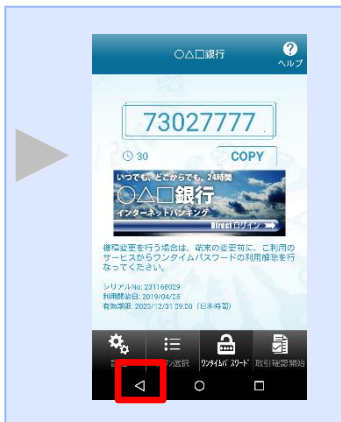 ○△□銀行
ヘルプ
73027777
30
COPY
いつでも、どこからでも、24時間
○△□銀行
インターネットバンキング
Directログイン
機種変更を行う場合は、端末の変更前に、ご利用の
サービスからワンタイムパスワードの利用解除を行
なってください。
シリアルNo: 231168029
利用開始日: 2019/04/05
有効期限: 2020/12/31 09:00（日本時間）
ワンタイムパスワード
取引確認開始